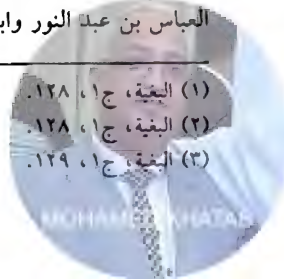 العباس بن عبد النور وابـ
(١) البغية، ج١، ١٢٨.
(٢) البغية، ج١، ١٢٨.
(٣) البغية، ج١، ١٢٩.
MOHAMED KHATAB